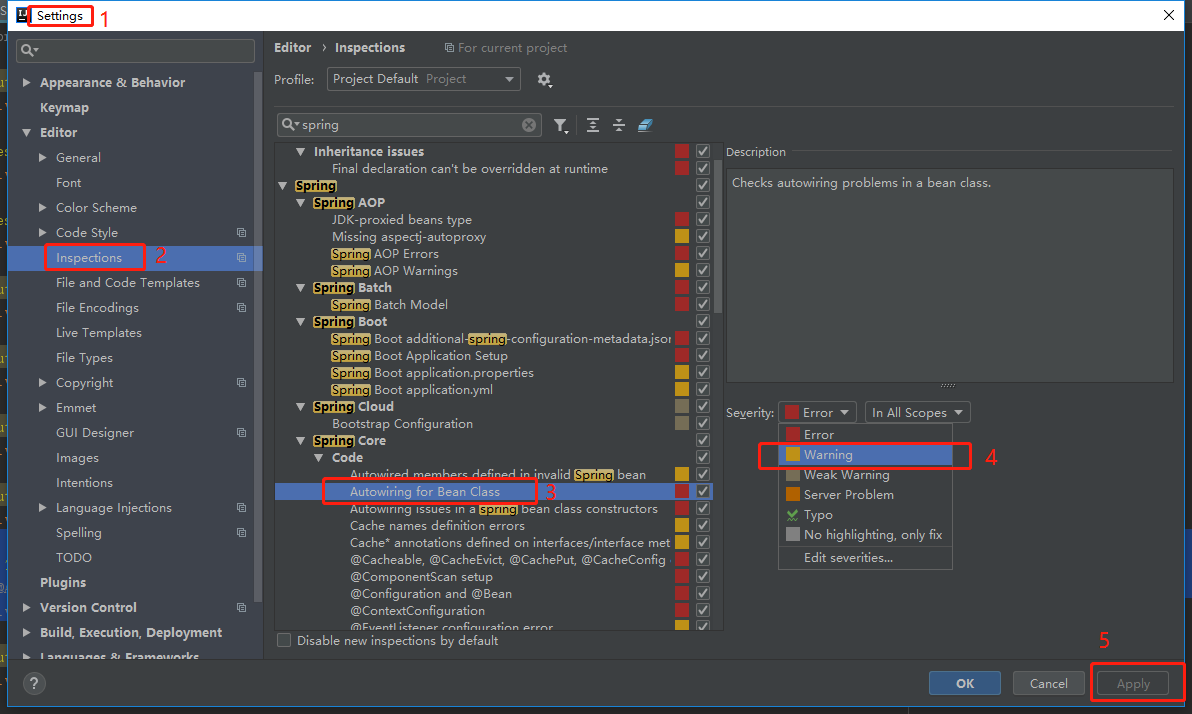 Settings
1
Editor › Inspections
For current project
Profile:
Project Default Project
Appearance & Behavior
Keymap
Editor
General
Font
Color Scheme
Code Style
Inspections
2
File and Code Templates
File Encodings
Live Templates
File Types
Copyright
Emmet
GUI Designer
Images
Intentions
Language Injections
Spelling
TODO
Plugins
Version Control
Build, Execution, Deployment
Languages & Frameworks
spring
Inheritance issues
Final declaration can't be overridden at runtime
Spring
Spring AOP
JDK-proxied beans type
Missing aspectj-autoproxy
Spring AOP Errors
Spring AOP Warnings
Spring Batch
Spring Batch Model
Spring Boot
Spring Boot additional-spring-configuration-metadata.json
Spring Boot Application Setup
Spring Boot application.properties
Spring Boot application.yml
Spring Cloud
Bootstrap Configuration
Spring Core
Code
Autowired members defined in invalid Spring bean
Autowiring for Bean Class
3
Autowiring issues in a spring bean class constructors
Cache names definition errors
Cache* annotations defined on interfaces/interface met
@Cacheable, @CacheEvict, @CachePut, @CacheConfig
@ComponentScan setup
@Configuration and @Bean
@ContextConfiguration
@EventListener configuration error
Disable new inspections by default
Description
Checks autowiring problems in a bean class.
Severity:
Error
In All Scopes
Error
Warning
4
Weak Warning
Server Problem
Typo
No highlighting, only fix
Edit severities...
5
?
OK
Cancel
Apply